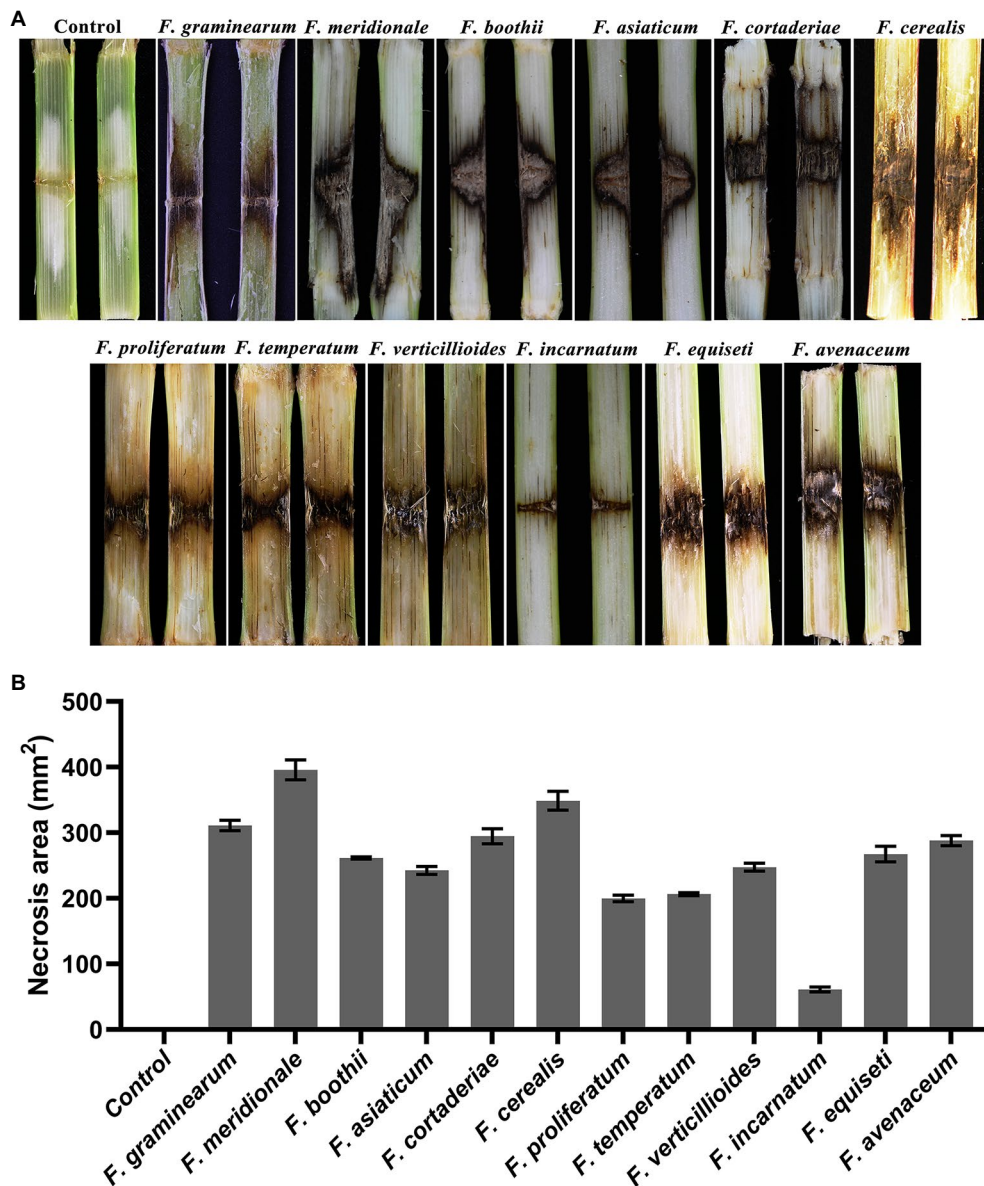 A
Control F. graminearum F. meridionale F. boothii F. asiaticum F. cortaderiae F. cerealis
F. proliferatum F. temperatum F. verticillioides F. incarnatum F. equiseti F. avenaceum
B
Necrosis area (mm²)
500
400
300
200
100
0
Control
F. graminearum
F. meridionale
F. boothii
F. asiaticum
F. cortaderiae
F. cerealis
F. proliferatum
F. temperatum
F. verticillioides
F. incarnatum
F. equiseti
F. avenaceum